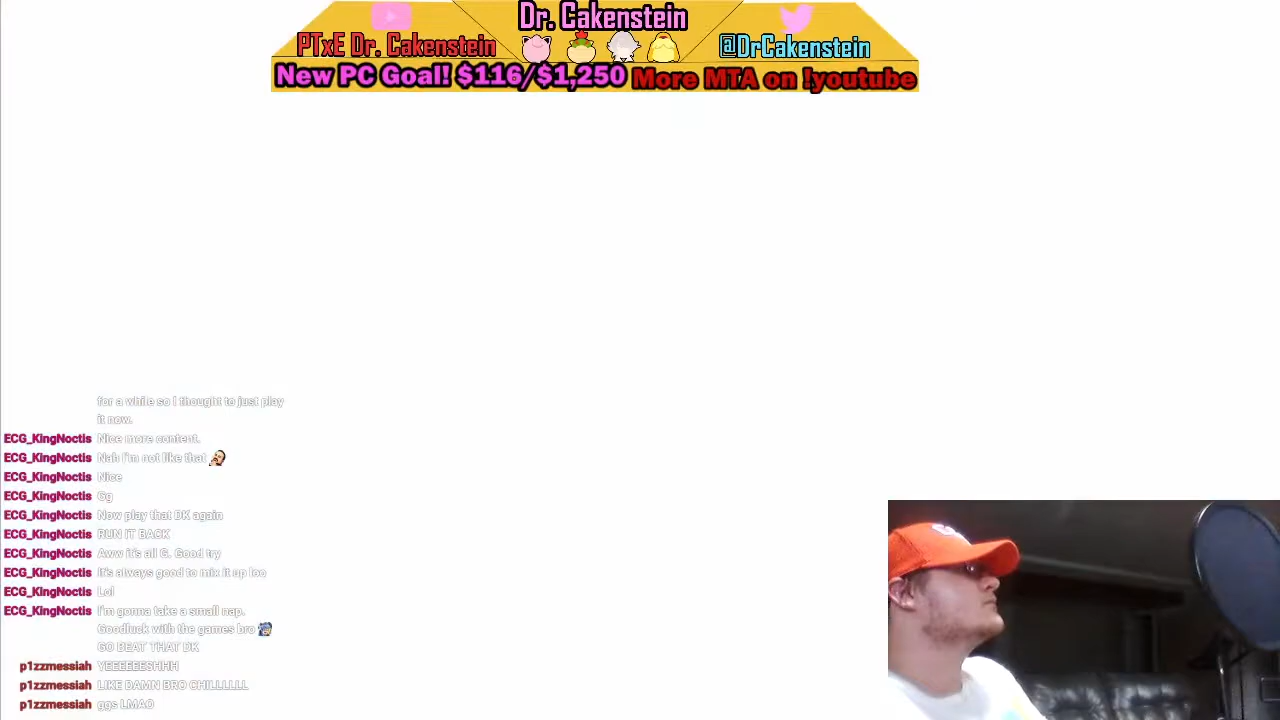 Dr. Cakenstein
PTxE Dr. Cakenstein
@DrCakenstein
New PC Goal! $116/$1,250 More MTA on !youtube
for a while so I thought to just play
it now.
ECG_KingNoctis Nice more content.
ECG_KingNoctis Nah I'm not like that
ECG_KingNoctis Nice
ECG_KingNoctis Gg
ECG_KingNoctis Now play that DK again
ECG_KingNoctis RUN IT BACK
ECG_KingNoctis Aww it's all G. Good try
ECG_KingNoctis It's always good to mix it up too
ECG_KingNoctis Lol
ECG_KingNoctis I'm gonna take a small nap.
Goodluck with the games bro
GO BEAT THAT DK
p1zzmessiah YEEEEEESHHH
p1zzmessiah LIKE DAMN BRO CHILLLLLL
p1zzmessiah ggs LMAO